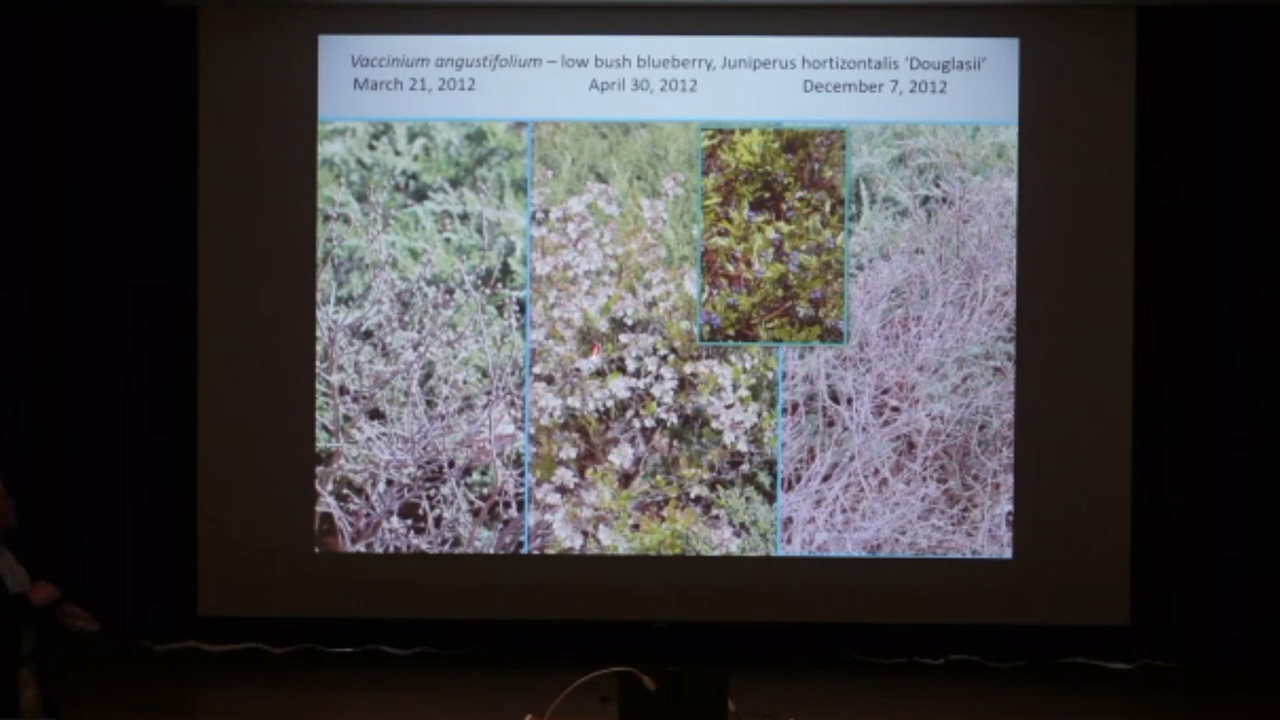 Vaccinium angustifolium – low bush blueberry, Juniperus hortizontalis ‘Douglasii’
March 21, 2012 April 30, 2012 December 7, 2012